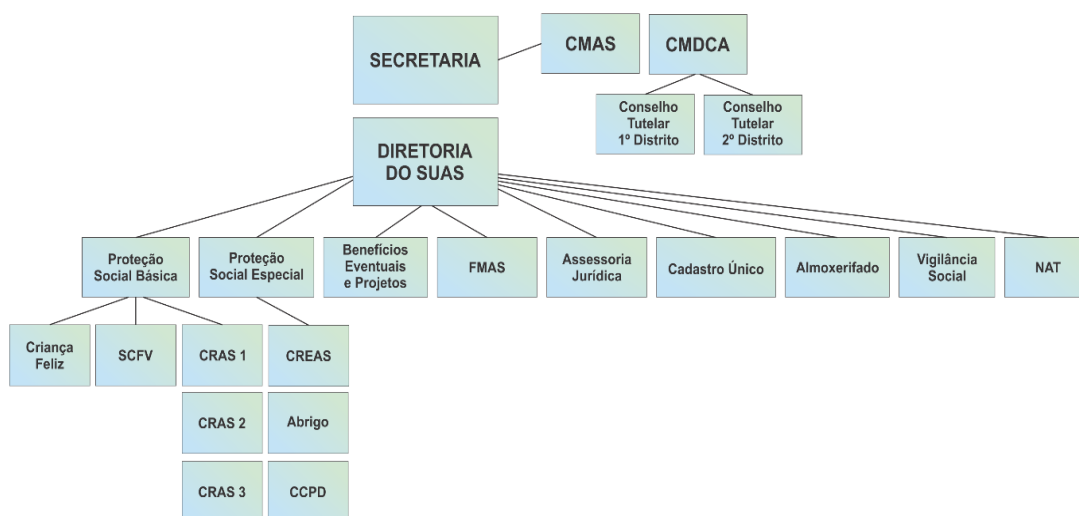 SECRETARIA
CMAS
CMDCA
Conselho
Tutelar
1º Distrito
Conselho
Tutelar
2º Distrito
DIRETORIA
DO SUAS
Proteção
Social Básica
Proteção
Social Especial
Benefícios
Eventuais
e Projetos
FMAS
Assessoria
Jurídica
Cadastro Único
Almoxerifado
Vigilância
Social
NAT
Criança
Feliz
SCFV
CRAS 1
CREAS
CRAS 2
Abrigo
CRAS 3
CCPD